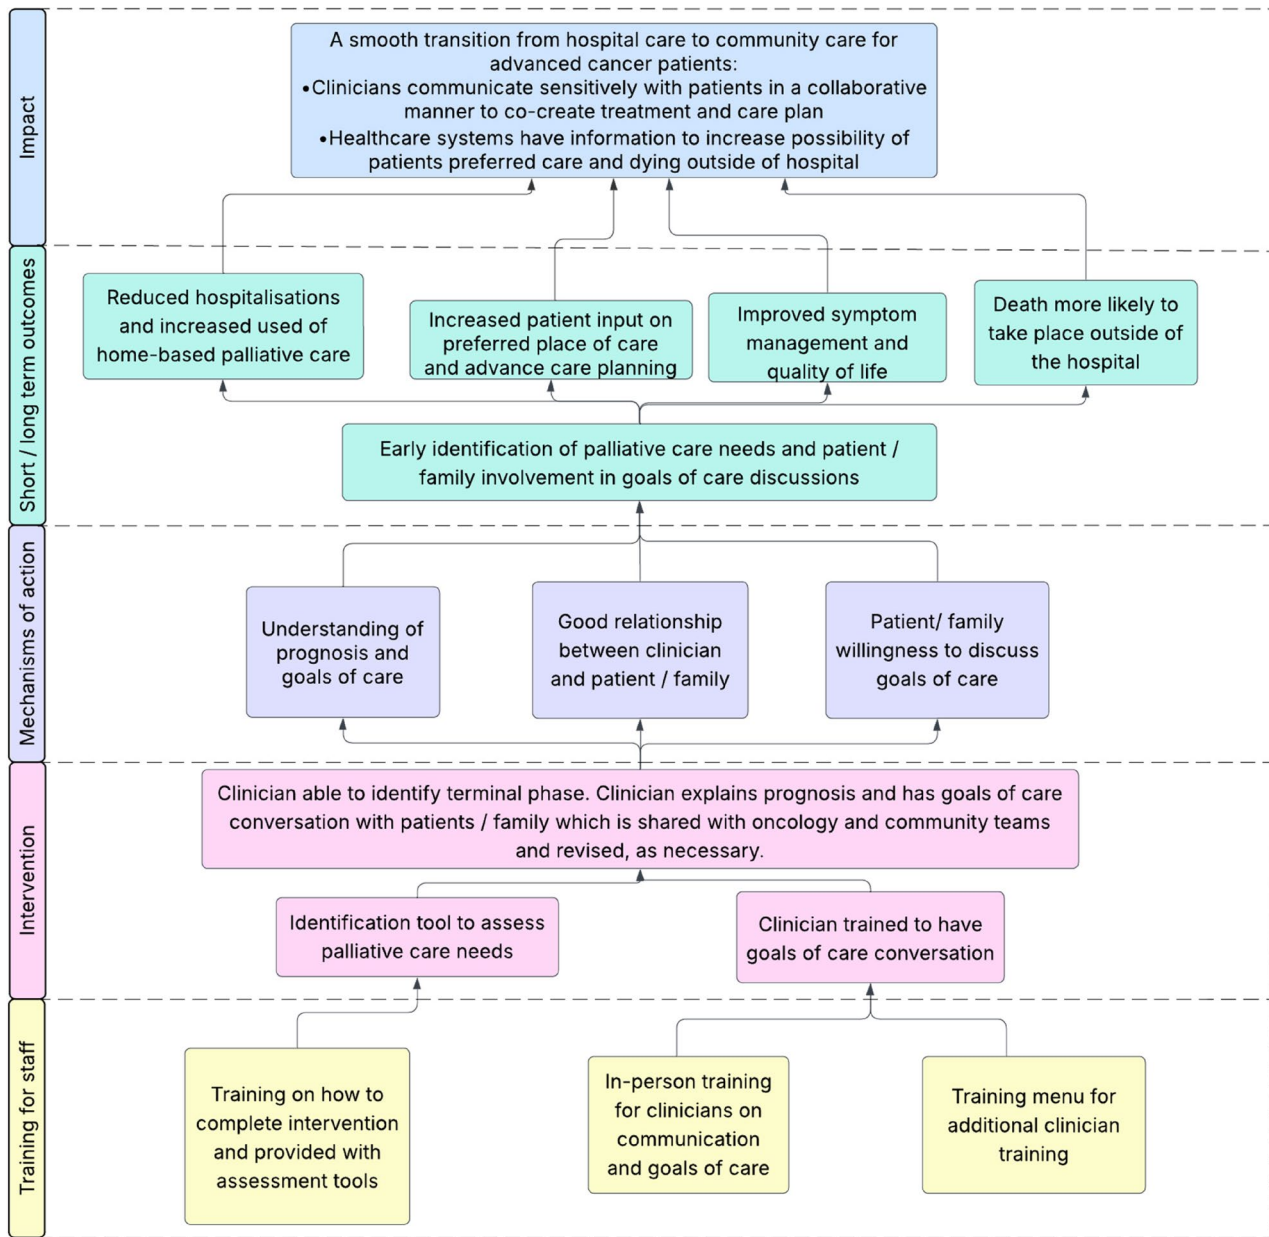 Impact
A smooth transition from hospital care to community care for
advanced cancer patients:
•Clinicians communicate sensitively with patients in a collaborative
manner to co-create treatment and care plan
•Healthcare systems have information to increase possibility of
patients preferred care and dying outside of hospital
Short / long term outcomes
Reduced hospitalisations
and increased used of
home-based palliative care
Increased patient input on
preferred place of care
and advance care planning
Improved symptom
management and
quality of life
Death more likely to
take place outside of
the hospital
Early identification of palliative care needs and patient /
family involvement in goals of care discussions
Mechanisms of action
Understanding of
prognosis and
goals of care
Good relationship
between clinician
and patient / family
Patient/ family
willingness to discuss
goals of care
Intervention
Clinician able to identify terminal phase. Clinician explains prognosis and has goals of care
conversation with patients / family which is shared with oncology and community teams
and revised, as necessary.
Identification tool to assess
palliative care needs
Clinician trained to have
goals of care conversation
Training for staff
Training on how to
complete intervention
and provided with
assessment tools
In-person training
for clinicians on
communication
and goals of care
Training menu for
additional clinician
training